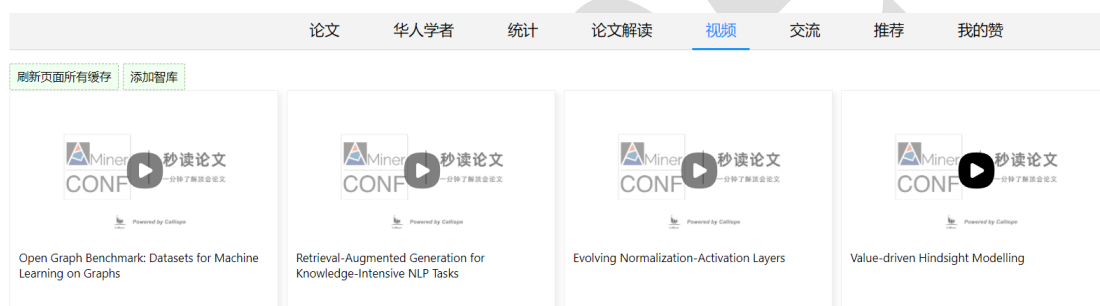 论文 华人学者 统计 论文解读 视频 交流 推荐 我的赞
刷新页面所有缓存 添加智库
AMiner 秒读论文
CONF 一分钟了解顶会论文
Powered by Calliope
Open Graph Benchmark: Datasets for Machine
Learning on Graphs
AMiner 秒读论文
CONF 一分钟了解顶会论文
Powered by Calliope
Retrieval-Augmented Generation for
Knowledge-Intensive NLP Tasks
AMiner 秒读论文
CONF 一分钟了解顶会论文
Powered by Calliope
Evolving Normalization-Activation Layers
AMiner 秒读论文
CONF 一分钟了解顶会论文
Powered by Calliope
Value-driven Hindsight Modelling